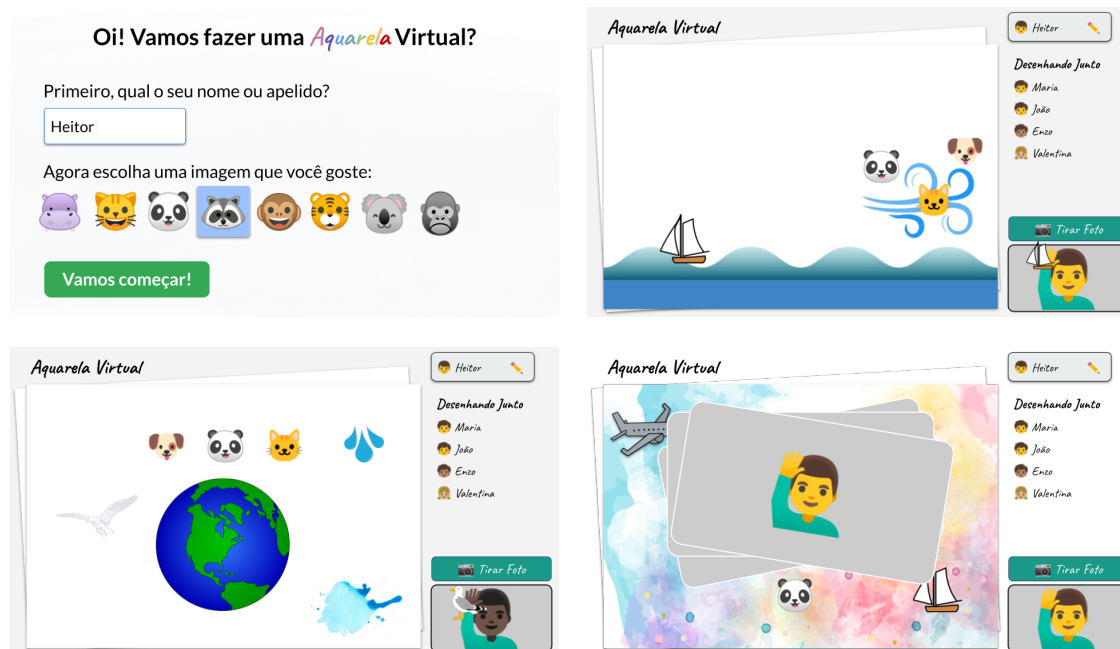 Oi! Vamos fazer uma Aquarela Virtual?
Primeiro, qual o seu nome ou apelido?
Heitor
Agora escolha uma imagem que você goste:
Vamos começar!
Aquarela Virtual
Heitor
Desenhando Junto
Maria
João
Enzo
Valentina
Tirar Foto
Aquarela Virtual
Heitor
Desenhando Junto
Maria
João
Enzo
Valentina
Tirar Foto
Aquarela Virtual
Heitor
Desenhando Junto
Maria
João
Enzo
Valentina
Tirar Foto